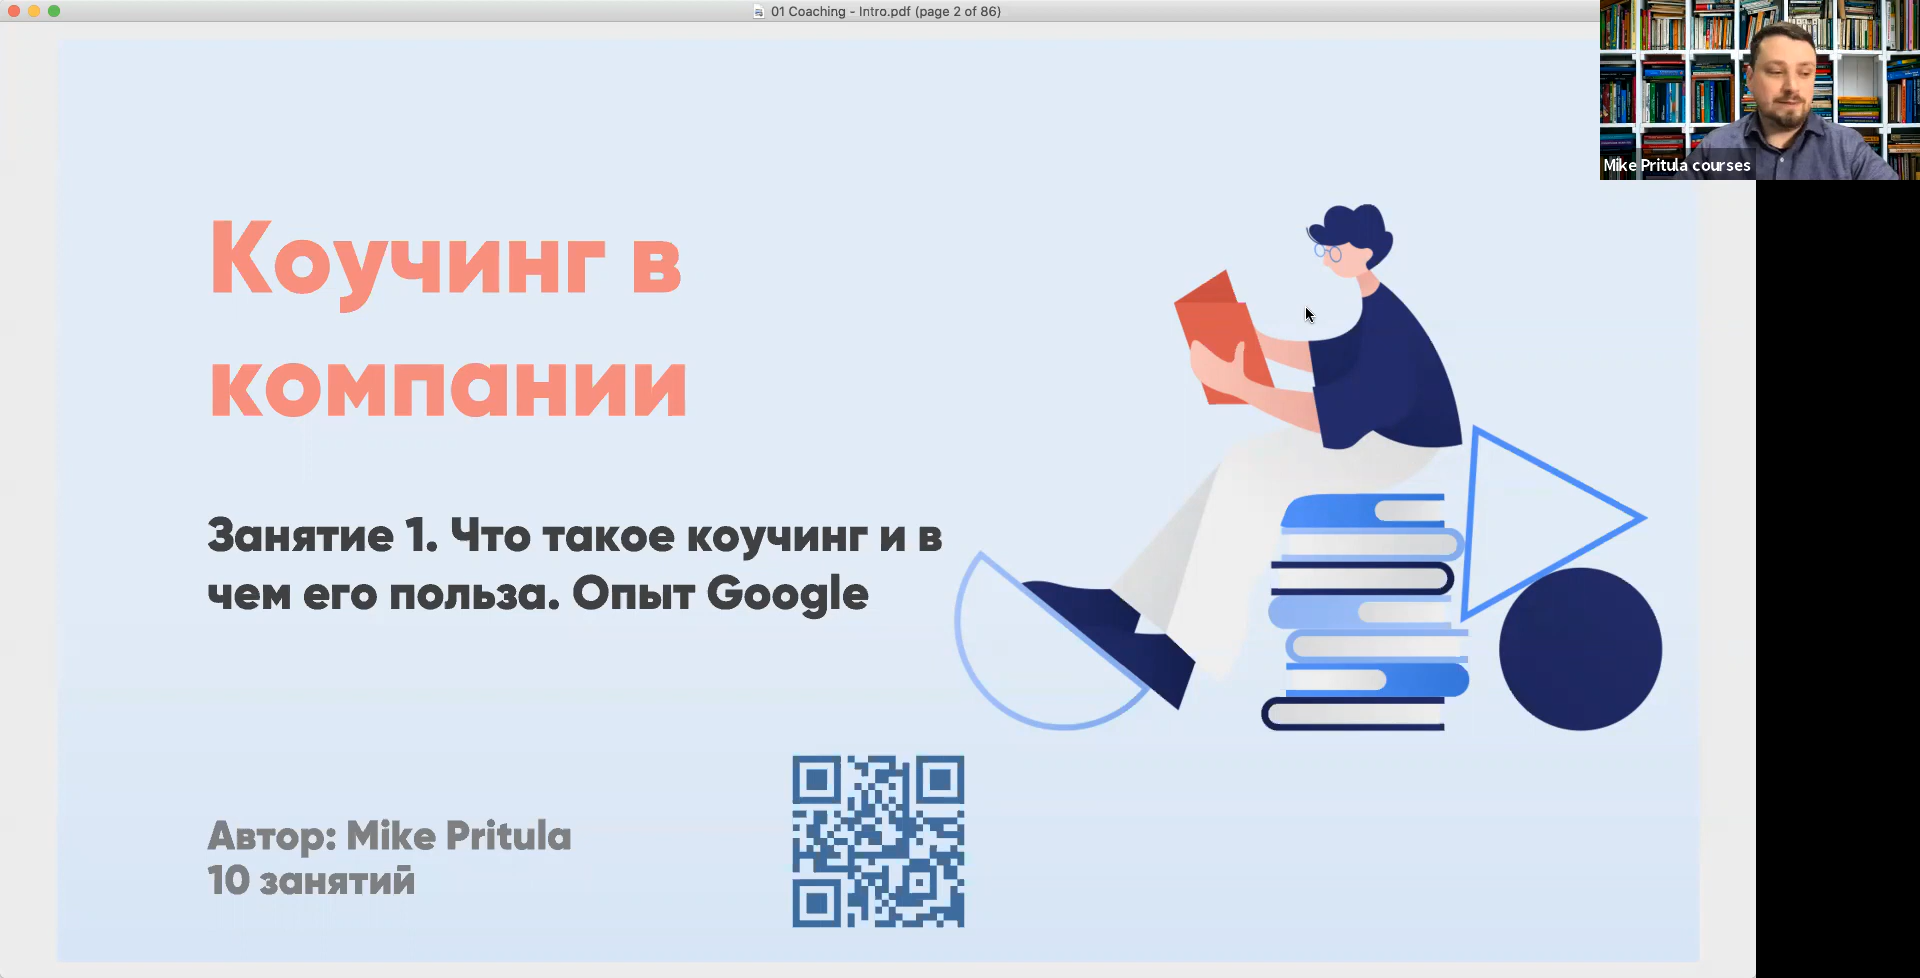 01 Coaching - Intro.pdf (page 2 of 86)
Mike Pritula courses
Коучинг в
компании
Занятие 1. Что такое коучинг и в
чем его польза. Опыт Google
Автор: Mike Pritula
10 занятий